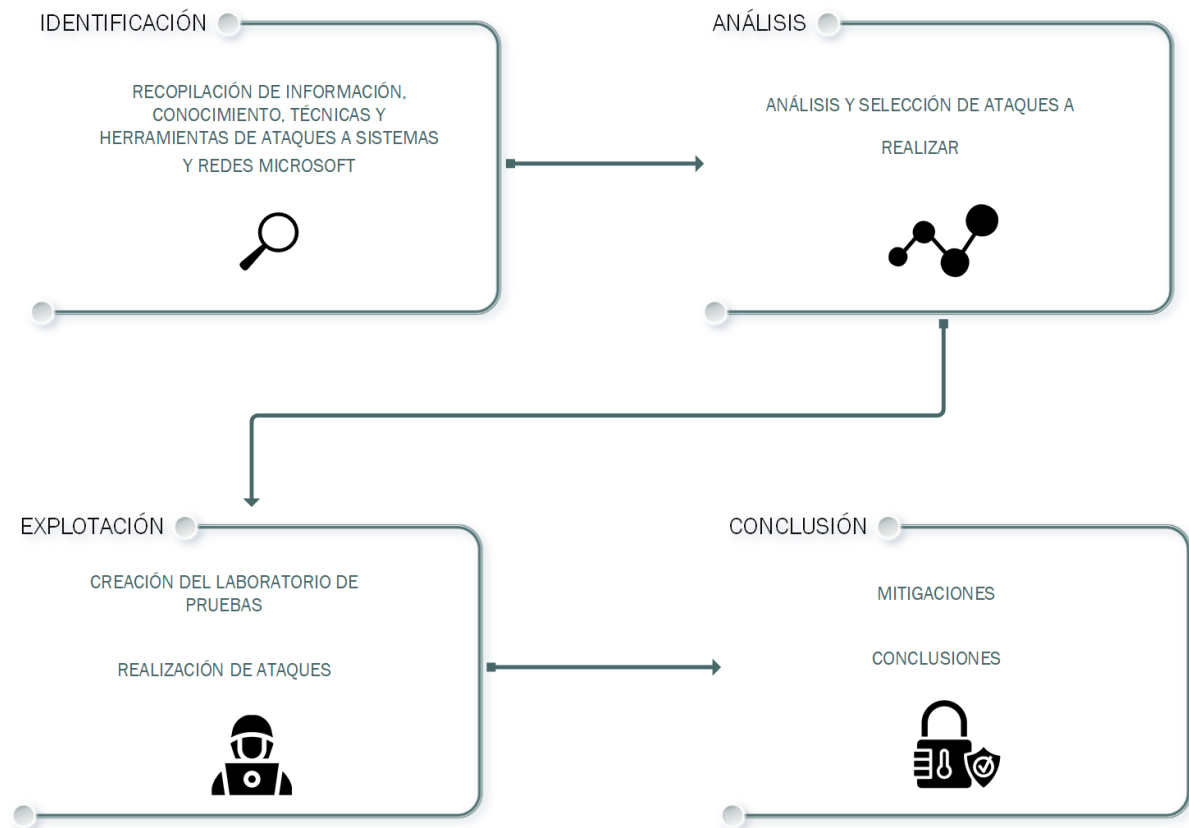 IDENTIFICACIÓN
RECOPILACIÓN DE INFORMACIÓN,
CONOCIMIENTO, TÉCNICAS Y
HERRAMIENTAS DE ATAQUES A SISTEMAS
Y REDES MICROSOFT
ANÁLISIS
ANÁLISIS Y SELECCIÓN DE ATAQUES A
REALIZAR
EXPLOTACIÓN
CREACIÓN DEL LABORATORIO DE
PRUEBAS
REALIZACIÓN DE ATAQUES
CONCLUSIÓN
MITIGACIONES
CONCLUSIONES